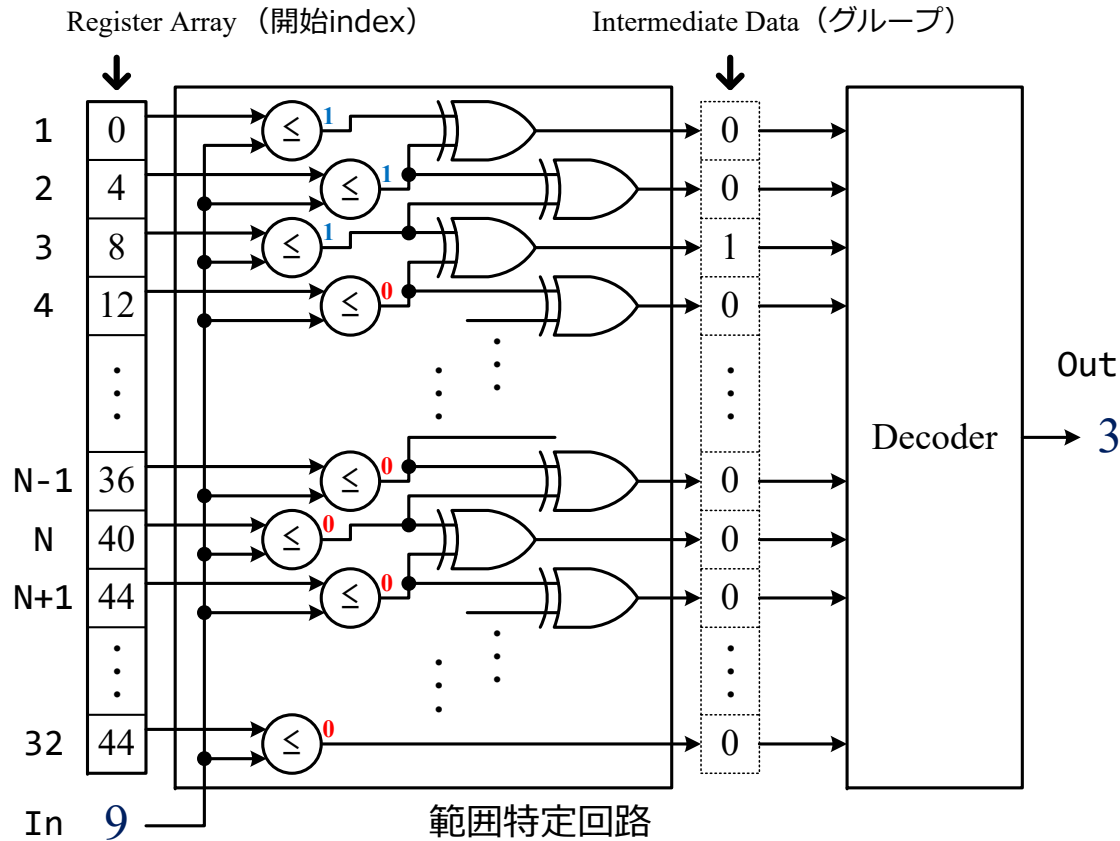 Register Array（開始index）
Intermediate Data（グループ）
1 0 ≤ 1 0
2 4 ≤ 1 0
3 8 ≤ 1 1
4 12 ≤ 0 0
Out
Decoder 3
N-1 36 ≤ 0 0
N 40 ≤ 0 0
N+1 44 ≤ 0 0
32 44 ≤ 0 0
In 9
範囲特定回路